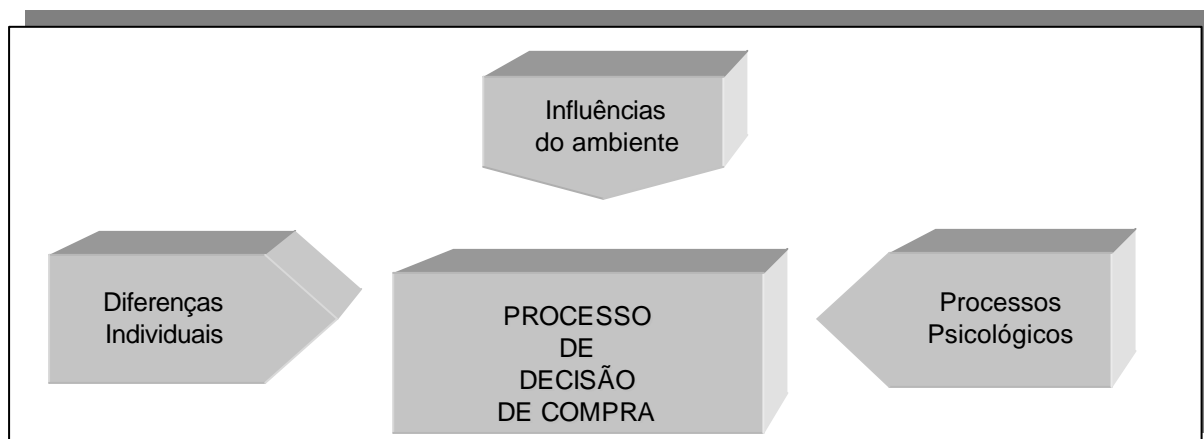 Influências
do ambiente
Diferenças
Individuais
PROCESSO
DE
DECISÃO
DE COMPRA
Processos
Psicológicos